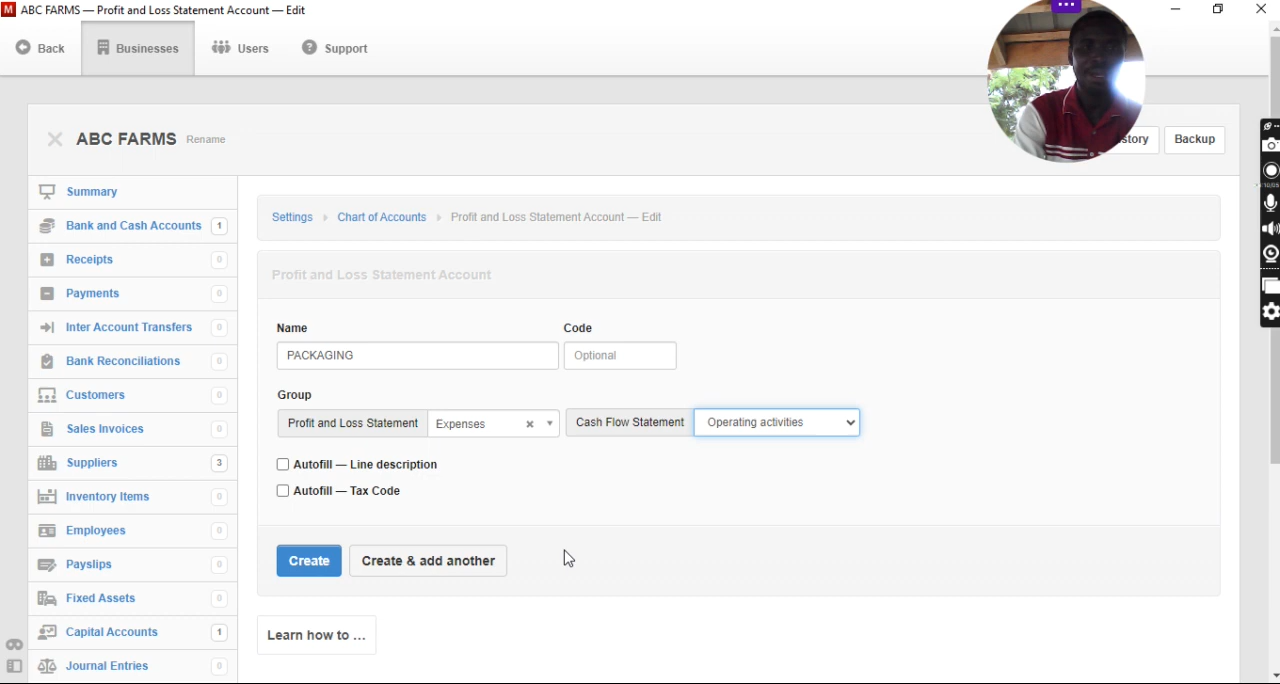 M ABC FARMS — Profit and Loss Statement Account — Edit
Back Businesses Users ? Support
ABC FARMS Rename Backup
Summary
Bank and Cash Accounts 1
Receipts 0
Payments 0
Inter Account Transfers 0
Bank Reconciliations 0
Customers 0
Sales Invoices 0
Suppliers 3
Inventory Items 0
Employees 0
Payslips 0
Fixed Assets 0
Capital Accounts 1
Journal Entries 0
Settings Chart of Accounts Profit and Loss Statement Account — Edit
Profit and Loss Statement Account
Name Code
PACKAGING Optional
Group
Profit and Loss Statement Expenses × Cash Flow Statement Operating activities
Autofill — Line description
Autofill — Tax Code
Create Create & add another
Learn how to ...